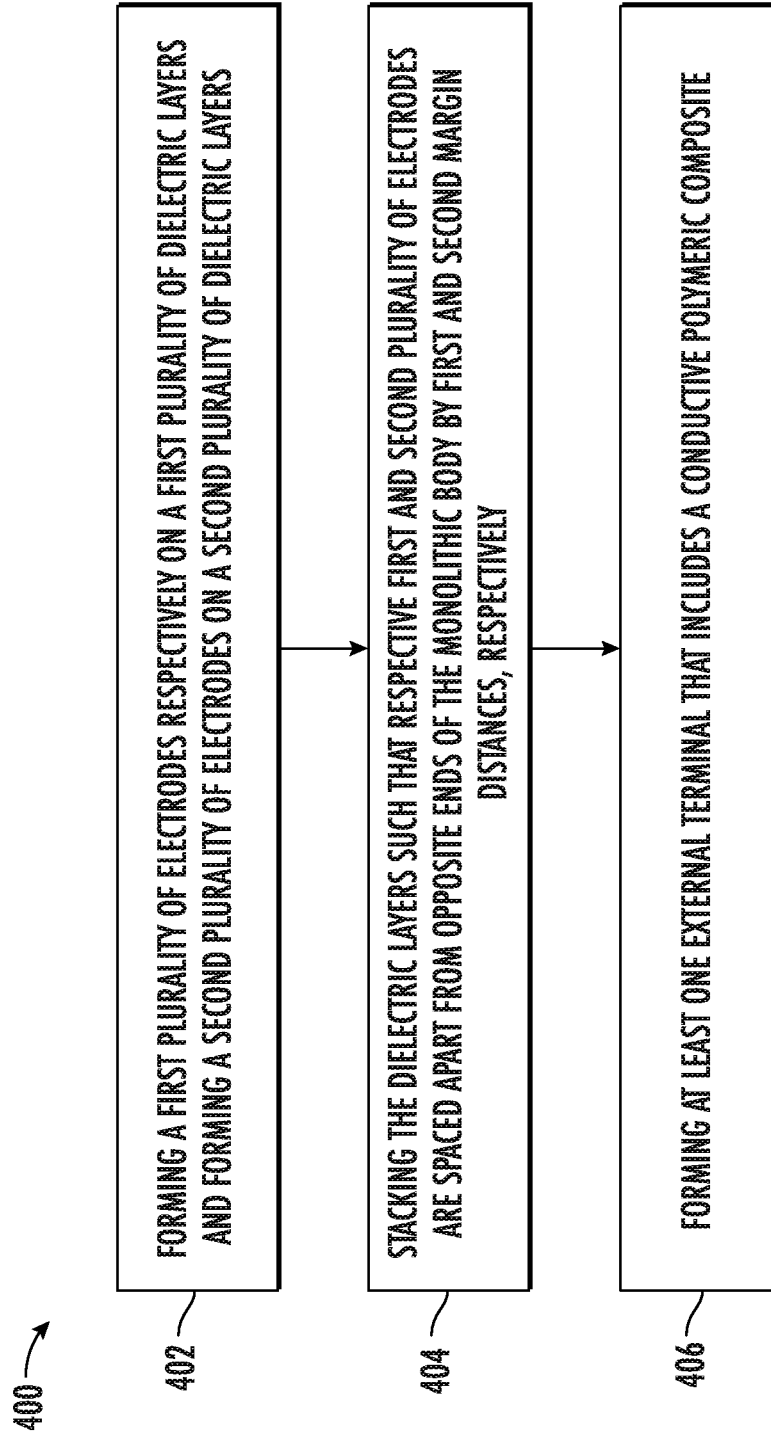 400
402
FORMING A FIRST PLURALITY OF ELECTRODES RESPECTIVELY ON A FIRST PLURALITY OF DIELECTRIC LAYERS
AND FORMING A SECOND PLURALITY OF ELECTRODES ON A SECOND PLURALITY OF DIELECTRIC LAYERS
404
STACKING THE DIELECTRIC LAYERS SUCH THAT RESPECTIVE FIRST AND SECOND PLURALITY OF ELECTRODES
ARE SPACED APART FROM OPPOSITE ENDS OF THE MONOLITHIC BODY BY FIRST AND SECOND MARGIN
DISTANCES, RESPECTIVELY
406
FORMING AT LEAST ONE EXTERNAL TERMINAL THAT INCLUDES A CONDUCTIVE POLYMERIC COMPOSITE